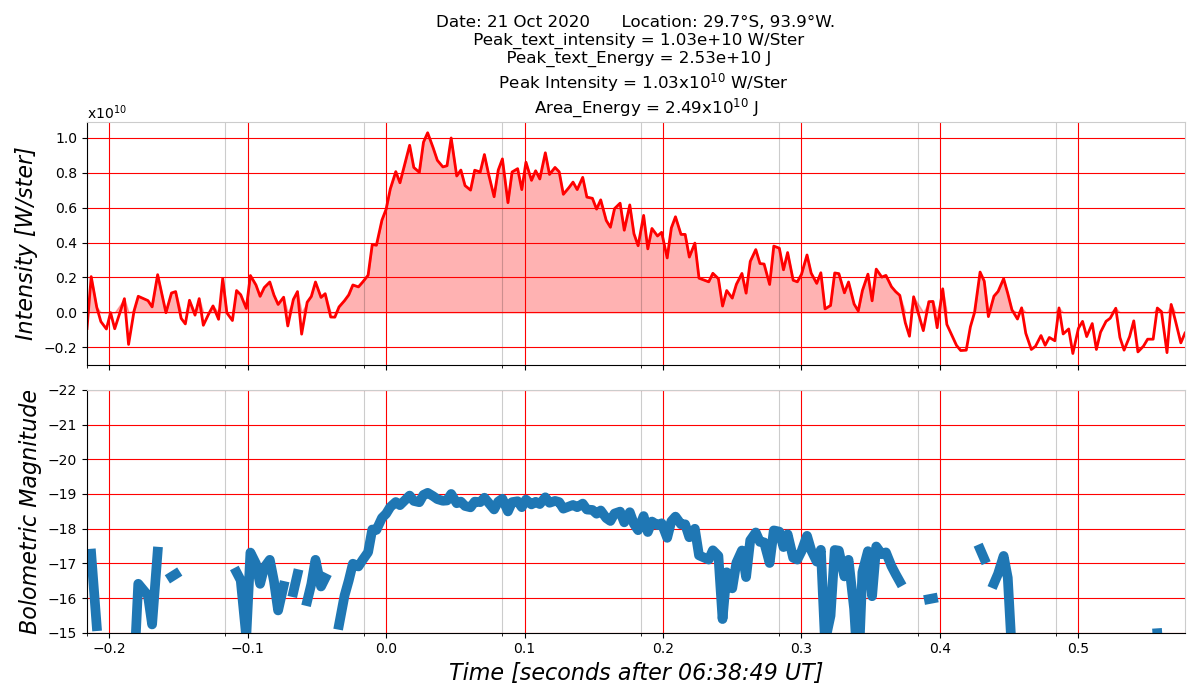 Date: 21 Oct 2020      Location: 29.7°S, 93.9°W.
Peak_text_intensity = 1.03e+10 W/Ster
Peak_text_Energy = 2.53e+10 J
Peak Intensity = 1.03x10¹⁰ W/Ster
Area_Energy = 2.49x10¹⁰ J
x10¹⁰
1.0
0.8
0.6
0.4
0.2
0.0
−0.2
Intensity [W/ster]
−22
−21
−20
−19
−18
−17
−16
−15
Bolometric Magnitude
−0.2 −0.1 0.0 0.1 0.2 0.3 0.4 0.5
Time [seconds after 06:38:49 UT]